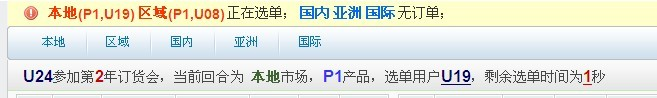 本地(P1,U19) 区域(P1,U08)正在选单； 国内 亚洲 国际 无订单；
本地 区域 国内 亚洲 国际
U24参加第2年订货会，当前回合为 本地市场，P1产品，选单用户U19，剩余选单时间为1秒